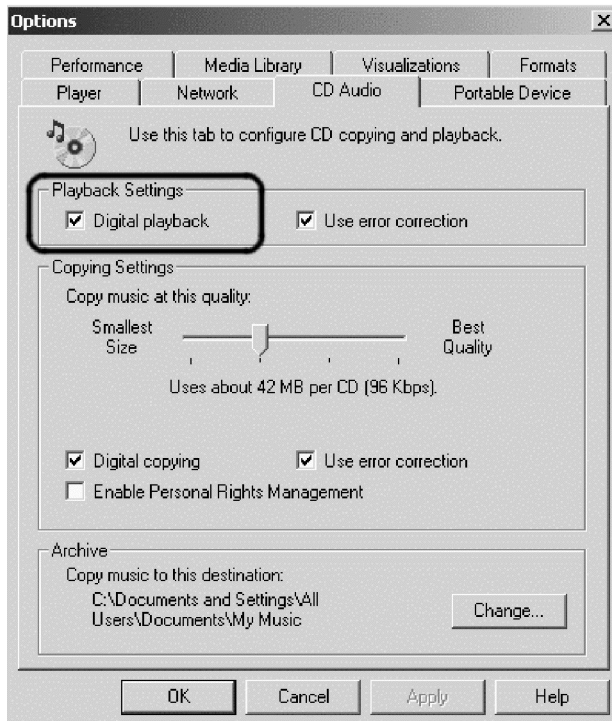 Options
Performance Media Library Visualizations Formats
Player Network CD Audio Portable Device
Use this tab to configure CD copying and playback.
Playback Settings
Digital playback Use error correction
Copying Settings
Copy music at this quality:
Smallest Best
Size Quality
Uses about 42 MB per CD (96 Kbps).
Digital copying Use error correction
Enable Personal Rights Management
Archive
Copy music to this destination:
C:\Documents and Settings\All
Users\Documents\My Music
Change...
OK Cancel Apply Help